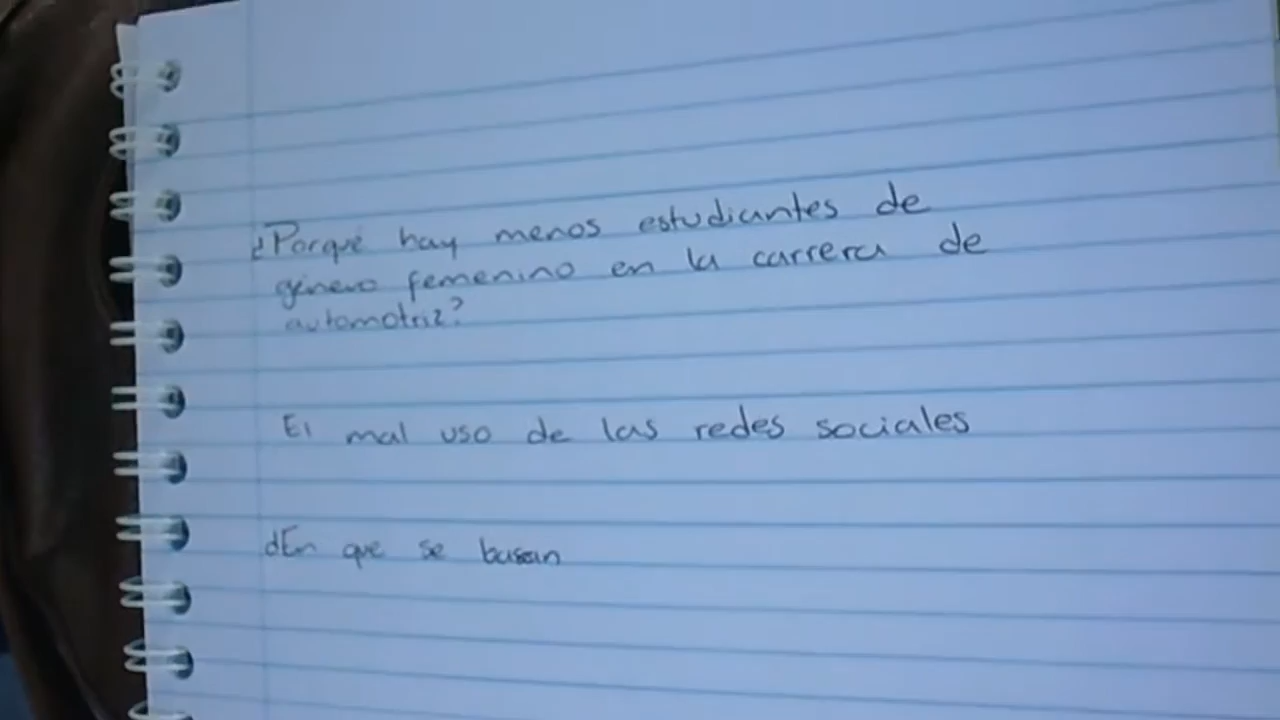 ¿Porqué hay menos estudiantes de
género femenino en la carrera de
automotriz?
El mal uso de las redes sociales
¿En que se